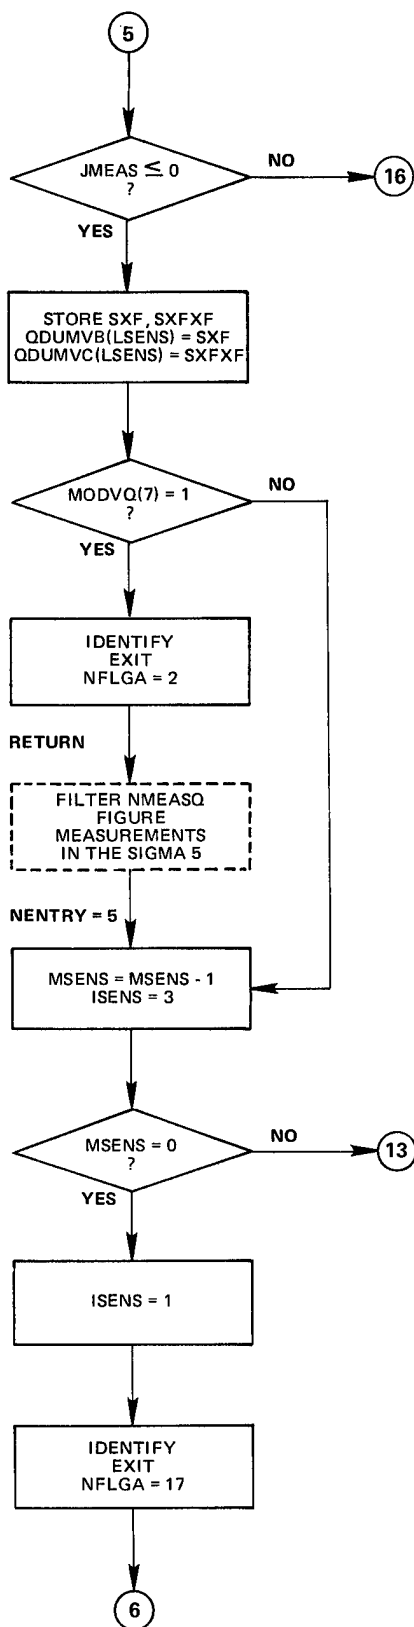 5
JMEAS ≤ 0
?
NO
16
YES
STORE SXF, SXFXF
QDUMVB(LSENS) = SXF
QDUMVC(LSENS) = SXFXF
MODVQ(7) = 1
?
NO
YES
IDENTIFY
EXIT
NFLGA = 2
RETURN
FILTER NMEASQ
FIGURE
MEASUREMENTS
IN THE SIGMA 5
NENTRY = 5
MSENS = MSENS - 1
ISENS = 3
MSENS = 0
?
NO
13
YES
ISENS = 1
IDENTIFY
EXIT
NFLGA = 17
6